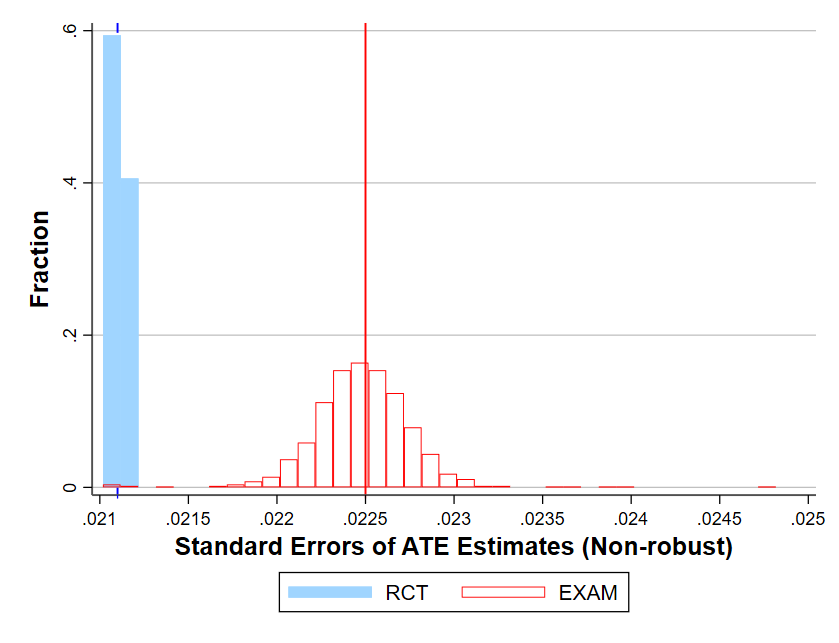 .6
.4
.2
0
Fraction
.021 .0215 .022 .0225 .023 .0235 .024 .0245 .025
Standard Errors of ATE Estimates (Non-robust)
RCT EXAM